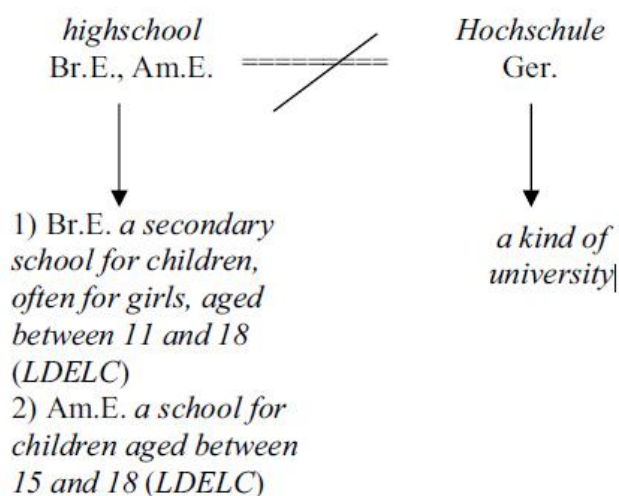 highschool
Br.E., Am.E.
Hochschule
Ger.
1) Br.E. a secondary
school for children,
often for girls, aged
between 11 and 18
(LDELC)
2) Am.E. a school for
children aged between
15 and 18 (LDELC)
a kind of
university